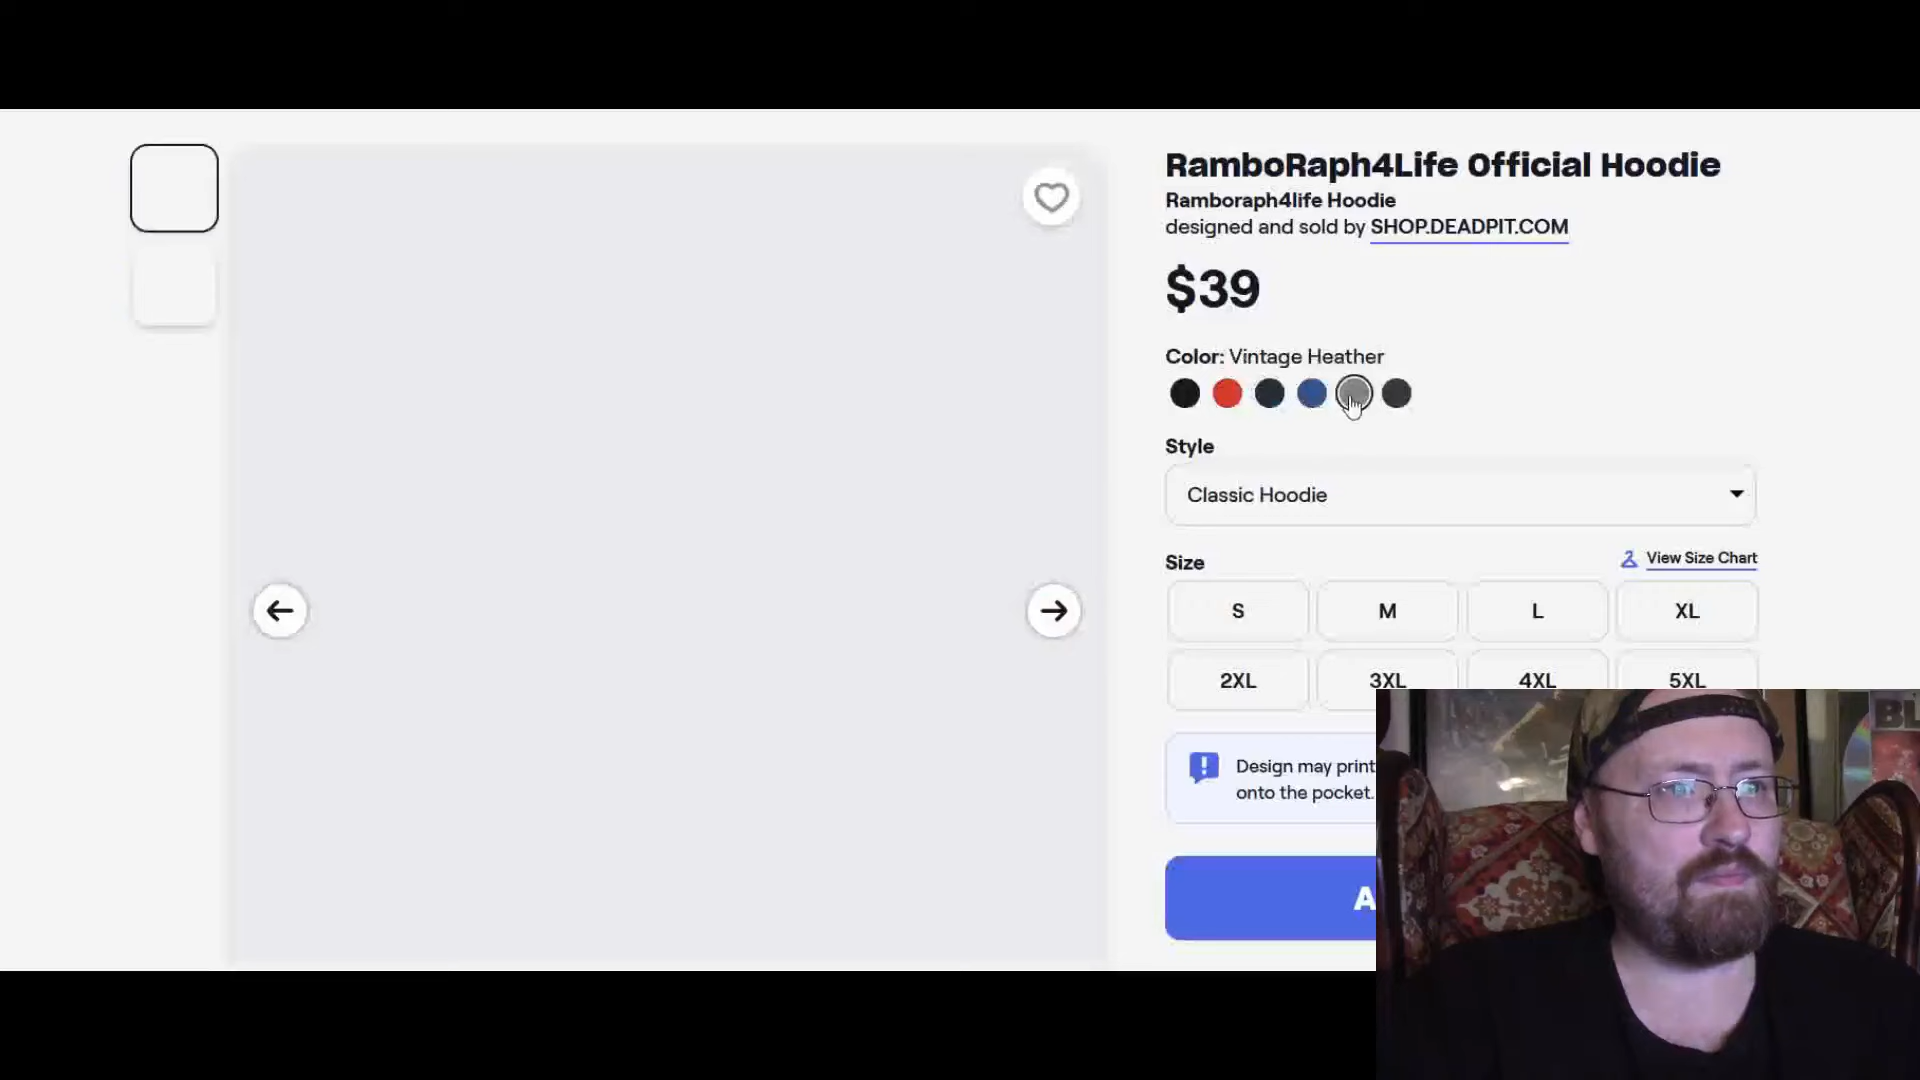 RamboRaph4Life Official Hoodie
Ramboraph4life Hoodie
designed and sold by SHOP.DEADPIT.COM
$39
Color: Vintage Heather
Style
Classic Hoodie
Size
View Size Chart
S M L XL
2XL 3XL 4XL 5XL
Design may print
onto the pocket.
A
BL